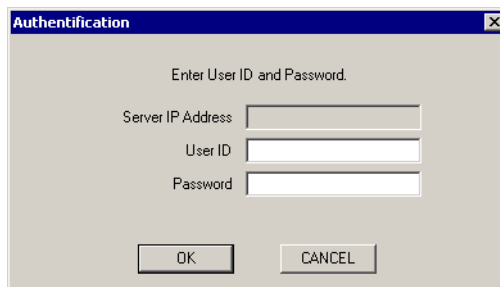 Authentification
Enter User ID and Password.
Server IP Address
User ID
Password
OK
CANCEL